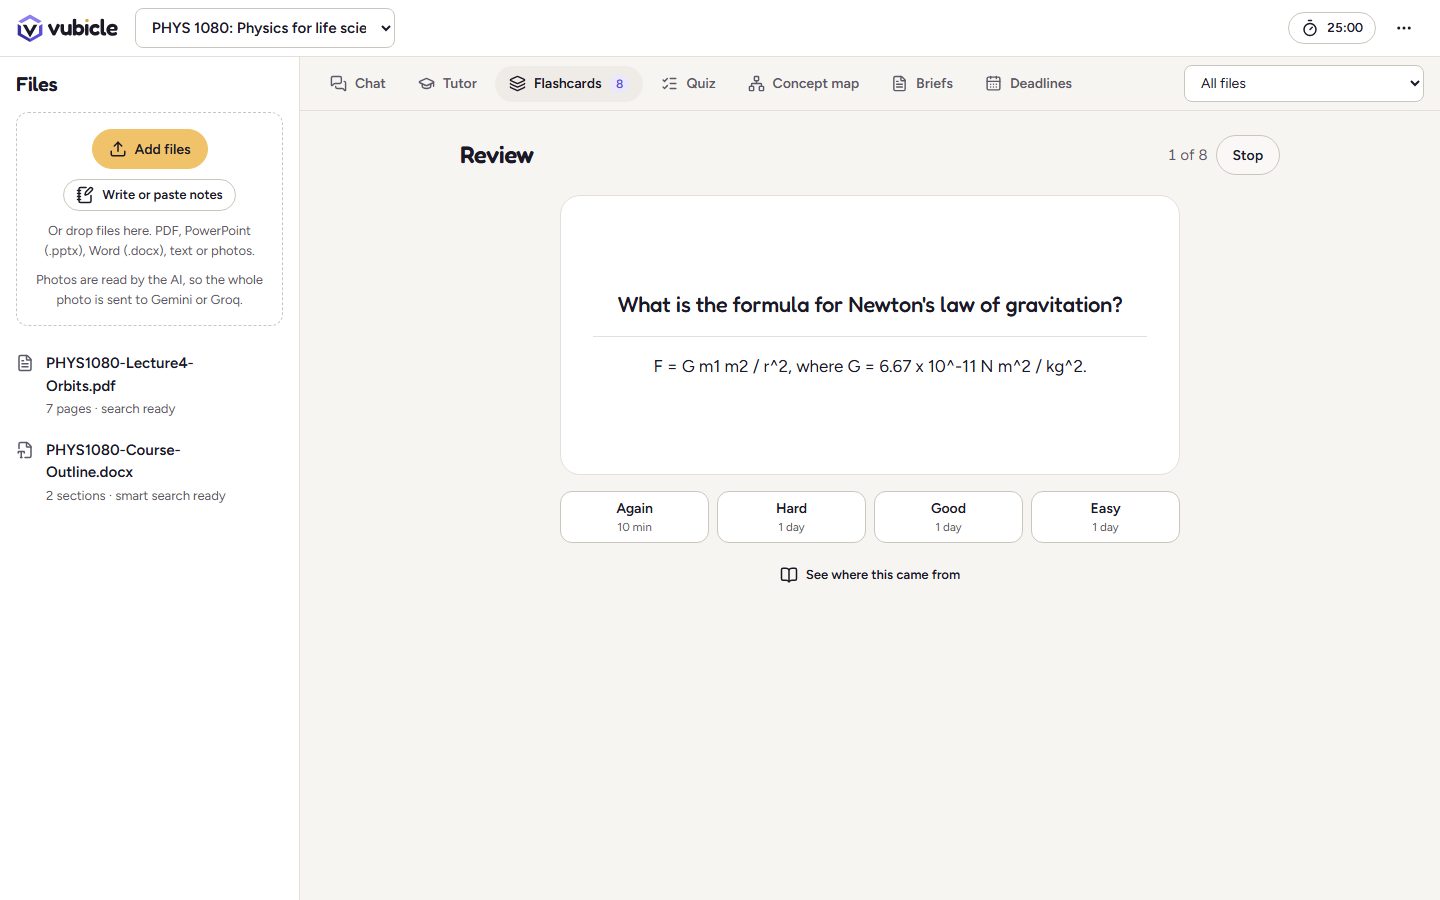 vubicle
PHYS 1080: Physics for life scie
25:00
Files
Add files
Write or paste notes
Or drop files here. PDF, PowerPoint
(.pptx), Word (.docx), text or photos.
Photos are read by the AI, so the whole
photo is sent to Gemini or Groq.
PHYS1080-Lecture4-
Orbits.pdf
7 pages · search ready
PHYS1080-Course-
Outline.docx
2 sections · smart search ready
Chat
Tutor
Flashcards 8
Quiz
Concept map
Briefs
Deadlines
All files
Review
1 of 8
Stop
What is the formula for Newton's law of gravitation?
F = G m1 m2 / r^2, where G = 6.67 x 10^-11 N m^2 / kg^2.
Again
10 min
Hard
1 day
Good
1 day
Easy
1 day
See where this came from